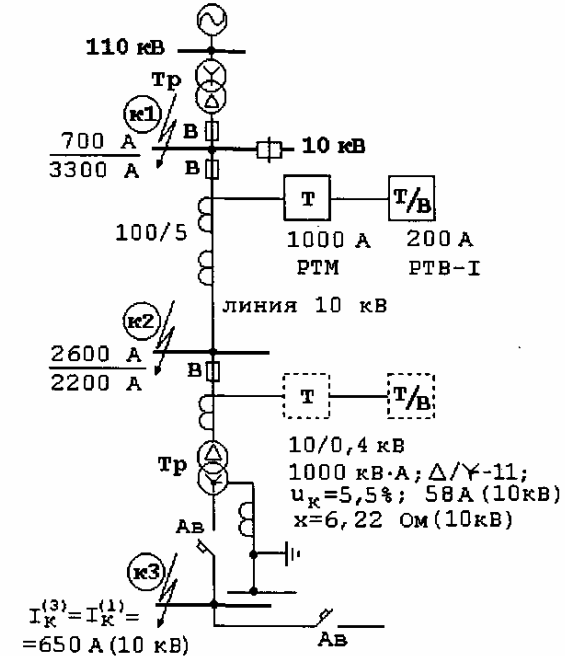 110 кВ
Тр
к1
В
700 А
3300 А
10 кВ
В
Т
Т/В
100/5
1000 А
200 А
РТМ
РТВ-I
линия 10 кВ
к2
2600 А
2200 А
В
Т
Т/В
10/0,4 кВ
Тр
1000 кВ·А; Δ/Y-11;
uк=5,5%; 58А(10кВ)
x=6,22 Ом(10кВ)
Ав
к3
Iк(3)=Iк(1)=
=650 А(10 кВ)
Ав